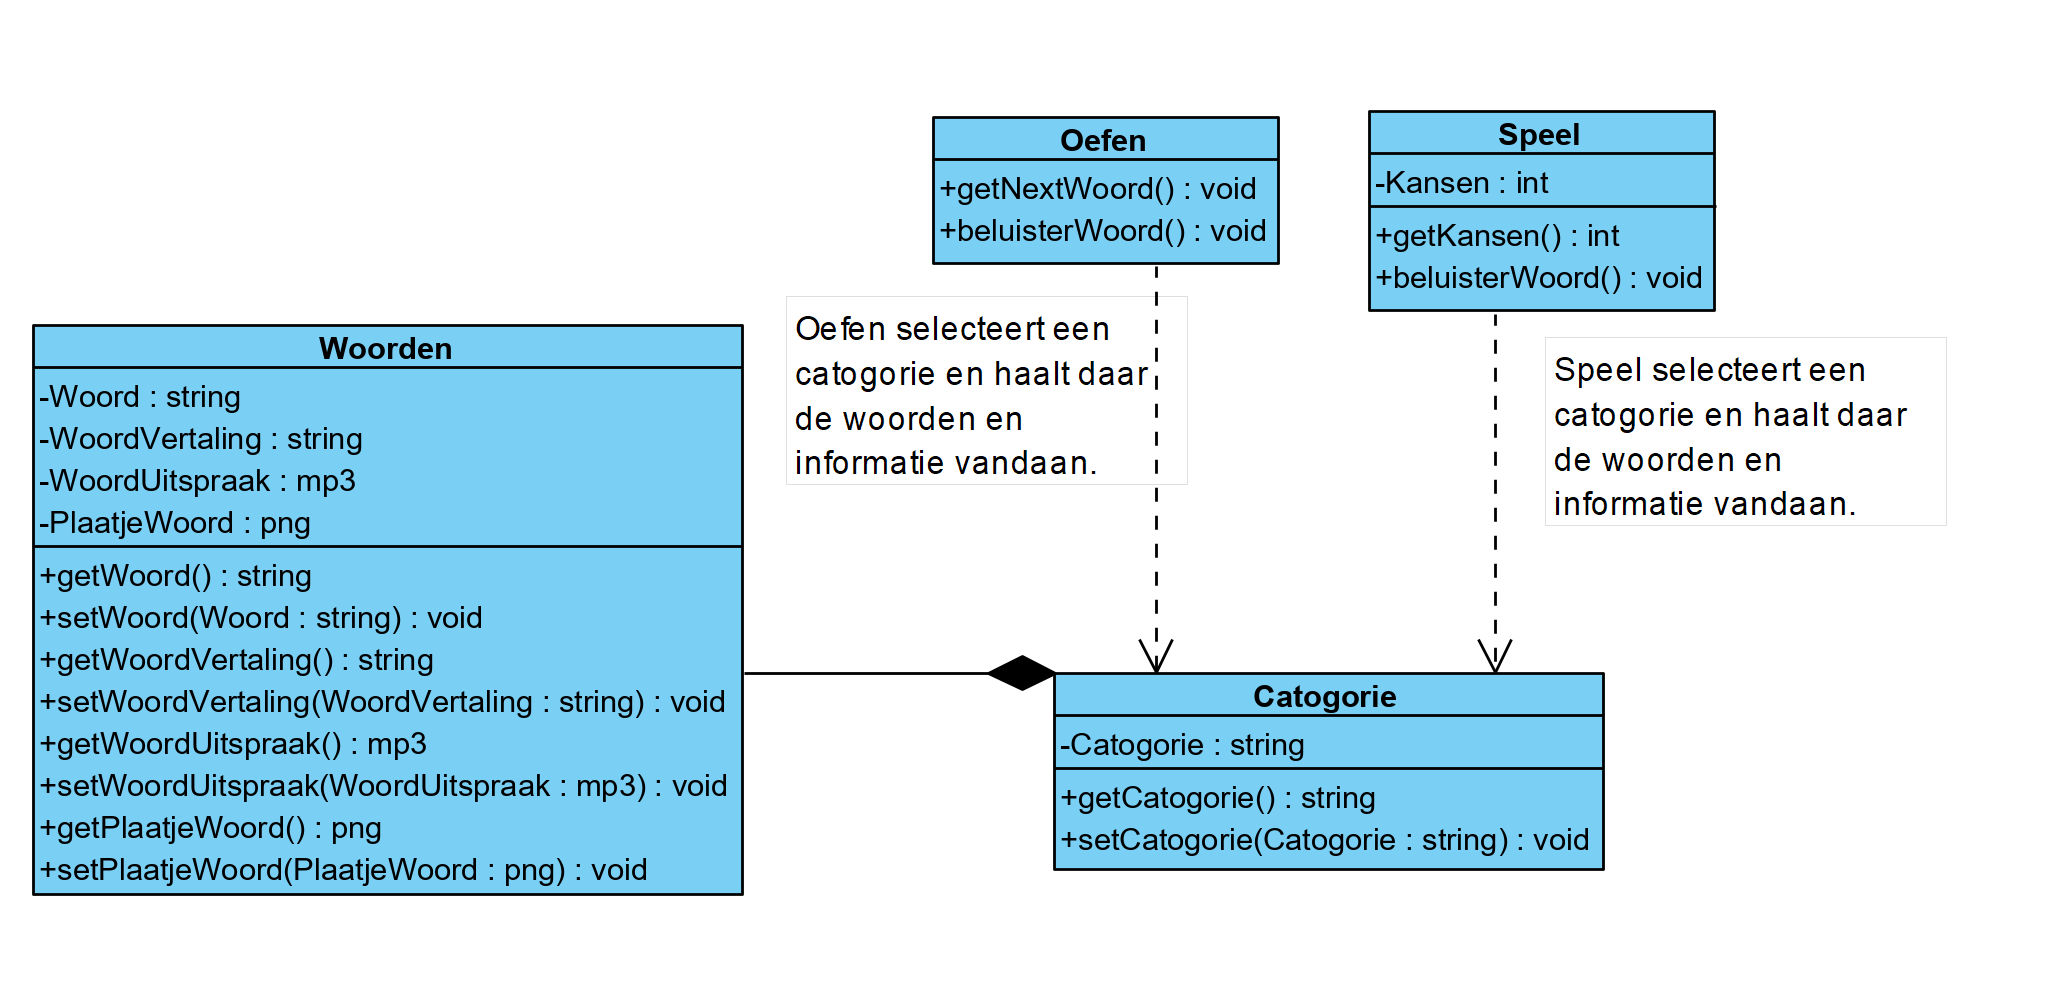 Oefen
+getNextWoord() : void
+beluisterWoord() : void
Speel
-Kansen : int
+getKansen() : int
+beluisterWoord() : void
Oefen selecteert een
catogorie en haalt daar
de woorden en
informatie vandaan.
Speel selecteert een
catogorie en haalt daar
de woorden en
informatie vandaan.
Woorden
-Woord : string
-WoordVertaling : string
-WoordUitspraak : mp3
-PlaatjeWoord : png
+getWoord() : string
+setWoord(Woord : string) : void
+getWoordVertaling() : string
+setWoordVertaling(WoordVertaling : string) : void
+getWoordUitspraak() : mp3
+setWoordUitspraak(WoordUitspraak : mp3) : void
+getPlaatjeWoord() : png
+setPlaatjeWoord(PlaatjeWoord : png) : void
Catogorie
-Catogorie : string
+getCatogorie() : string
+setCatogorie(Catogorie : string) : void